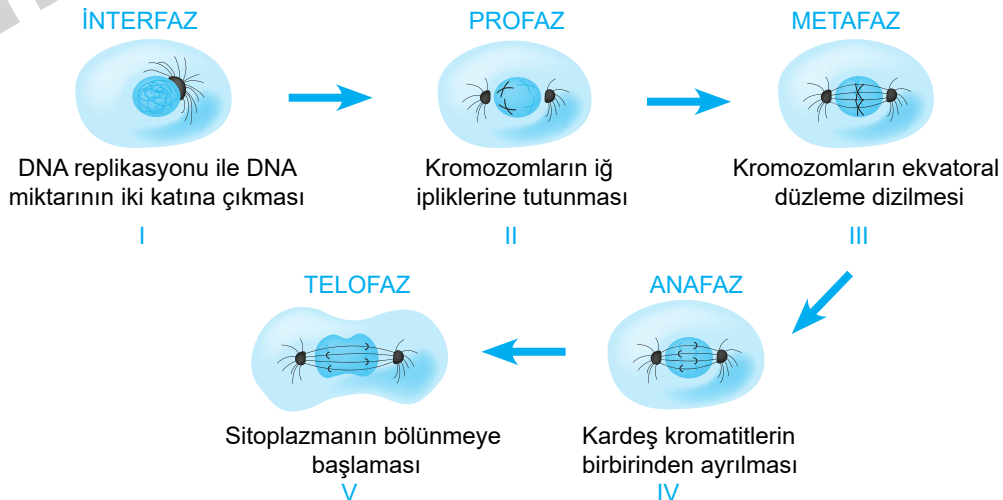 İNTERFAZ
PROFAZ
METAFAZ
DNA replikasyonu ile DNA
miktarının iki katına çıkması
I
Kromozomların iğ
ipliklerine tutunması
II
Kromozomların ekvatoral
düzleme dizilmesi
III
TELOFAZ
ANAFAZ
Sitoplazmanın bölünmeye
başlaması
V
Kardeş kromatitlerin
birbirinden ayrılması
IV